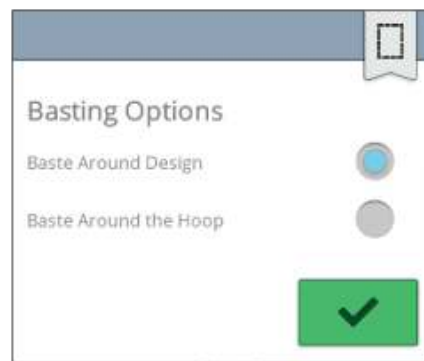 Basting Options
Baste Around Design
Baste Around the Hoop